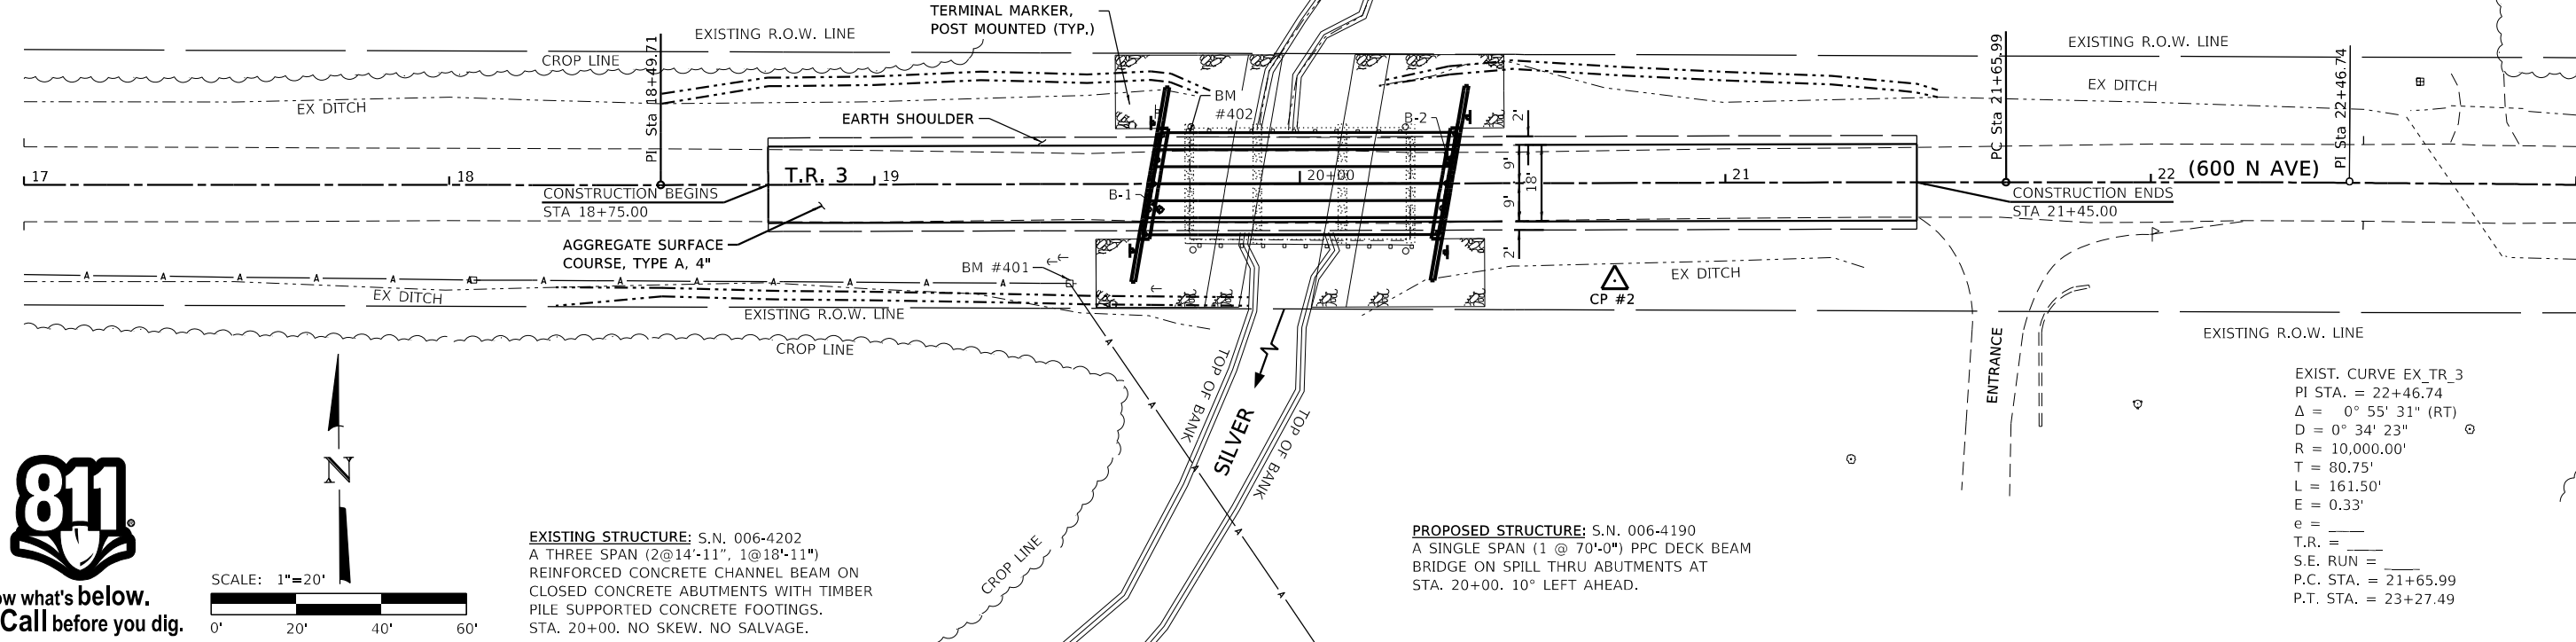 TERMINAL MARKER,
POST MOUNTED (TYP.)
EXISTING R.O.W. LINE
EXISTING R.O.W. LINE
CROP LINE
PI Sta 18+49.71
PC Sta 21+65.99
PI Sta 22+46.74
EX DITCH
EX DITCH
BM
#402
EARTH SHOULDER
B-2
2'
17
18
T.R. 3
19
20+00
9'
18'
9'
21
22
(600 N AVE)
CONSTRUCTION BEGINS
STA 18+75.00
B-1
CONSTRUCTION ENDS
STA 21+45.00
AGGREGATE SURFACE
COURSE, TYPE A, 4"
2'
BM #401
A A A A A A A A A A A A A
EX DITCH
EX DITCH
CP #2
EXISTING R.O.W. LINE
EXISTING R.O.W. LINE
CROP LINE
A
A
A
A
A
TOP OF BANK
SILVER
TOP OF BANK
ENTRANCE
CROP LINE
N
EXIST. CURVE EX_TR_3
PI STA. = 22+46.74
Δ = 0° 55' 31" (RT)
D = 0° 34' 23"
R = 10,000.00'
T = 80.75'
L = 161.50'
E = 0.33'
e = ____
T.R. = ____
S.E. RUN = ____
P.C. STA. = 21+65.99
P.T. STA. = 23+27.49
811
®
ow what's below.
Call before you dig.
SCALE: 1"=20'
0' 20' 40' 60'
EXISTING STRUCTURE: S.N. 006-4202
A THREE SPAN (2@14'-11", 1@18'-11")
REINFORCED CONCRETE CHANNEL BEAM ON
CLOSED CONCRETE ABUTMENTS WITH TIMBER
PILE SUPPORTED CONCRETE FOOTINGS.
STA. 20+00. NO SKEW. NO SALVAGE.
PROPOSED STRUCTURE: S.N. 006-4190
A SINGLE SPAN (1 @ 70'-0") PPC DECK BEAM
BRIDGE ON SPILL THRU ABUTMENTS AT
STA. 20+00. 10° LEFT AHEAD.